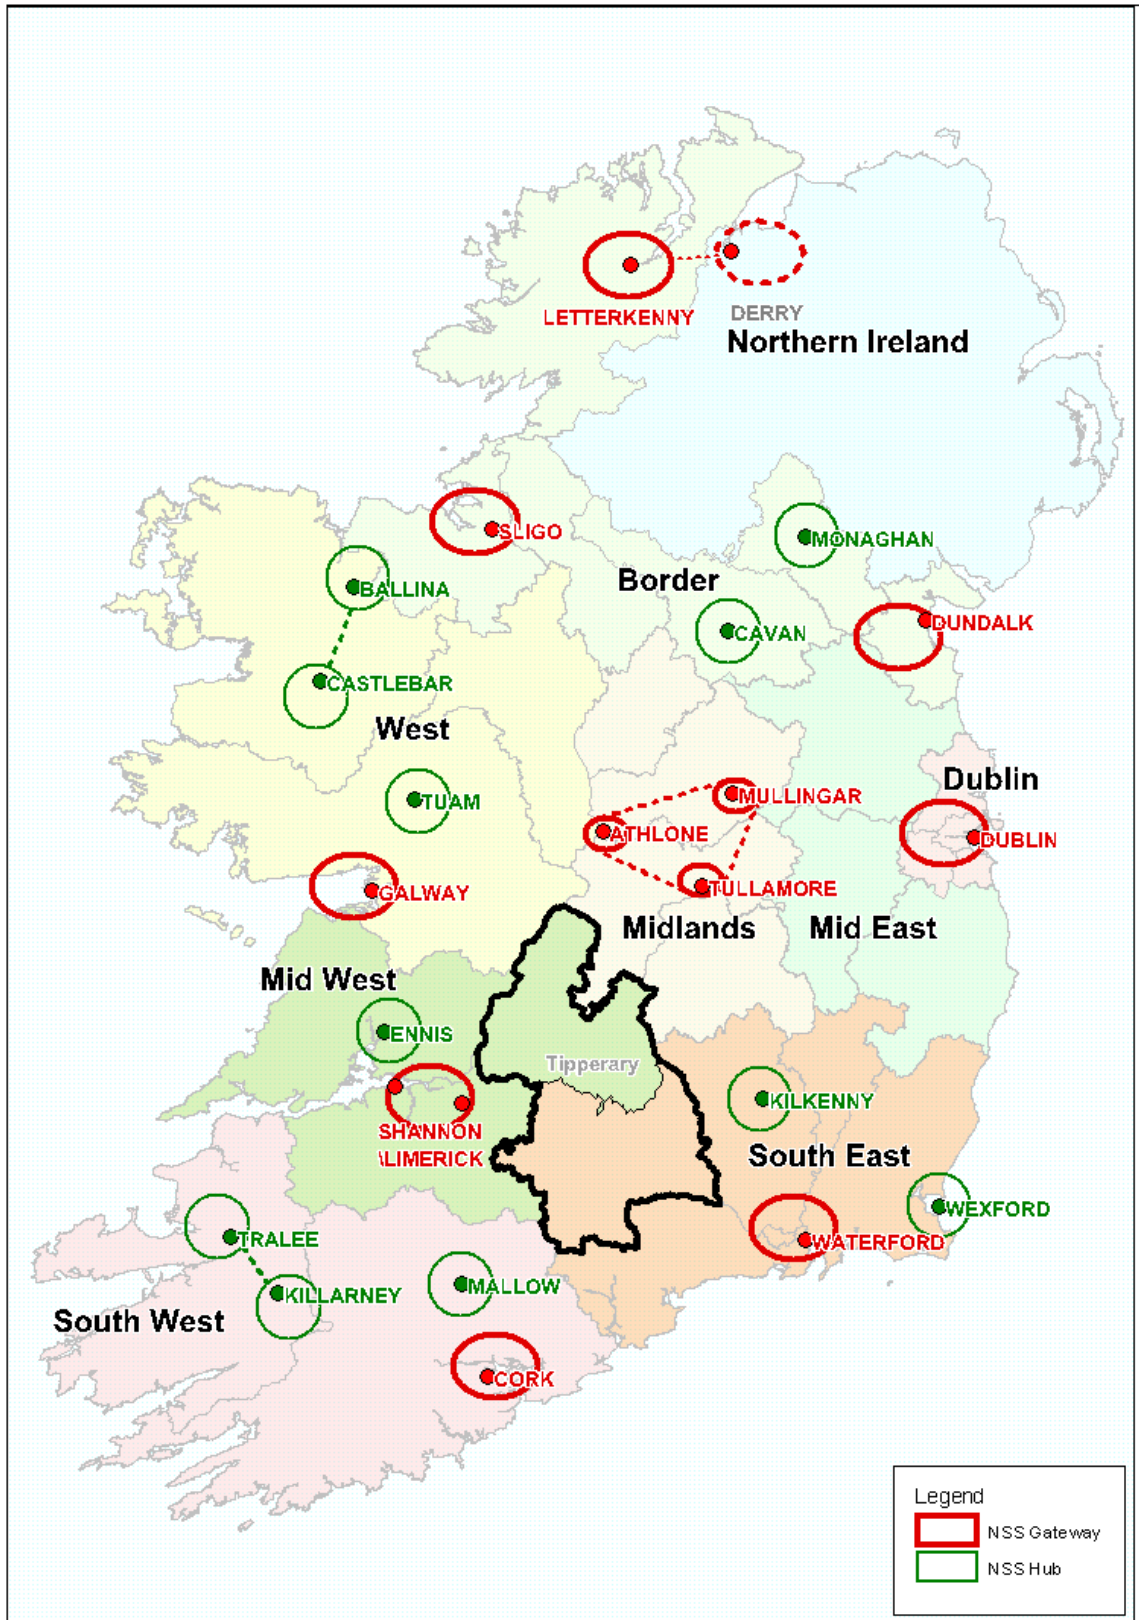 LETTERKENNY
DERRY
Northern Ireland
SLIGO
MONAGHAN
Border
BALLINA
DUNDALK
CAVAN
CASTLEBAR
West
Dublin
MULLINGAR
TUAM
ATHLONE
DUBLIN
TULLAMORE
GALWAY
Midlands
Mid East
Mid West
ENNIS
Tipperary
KILKENNY
SHANNON
\LIMERICK
South East
WEXFORD
TRALEE
WATERFORD
MALLOW
KILLARNEY
South West
CORK
Legend
NSS Gateway
NSS Hub